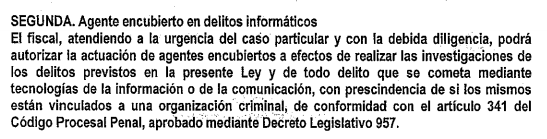 SEGUNDA. Agente encubierto en delitos informáticos
El fiscal, atendiendo a la urgencia del caso particular y con la debida diligencia, podrá
autorizar la actuación de agentes encubiertos a efectos de realizar las investigaciones de
los delitos previstos en la presente Ley y de todo delito que se cometa mediante
tecnologías de la información o de la comunicación, con prescindencia de si los mismos
están vinculados a una organización criminal, de conformidad con el artículo 341 del
Código Procesal Penal, aprobado mediante Decreto Legislativo 957.